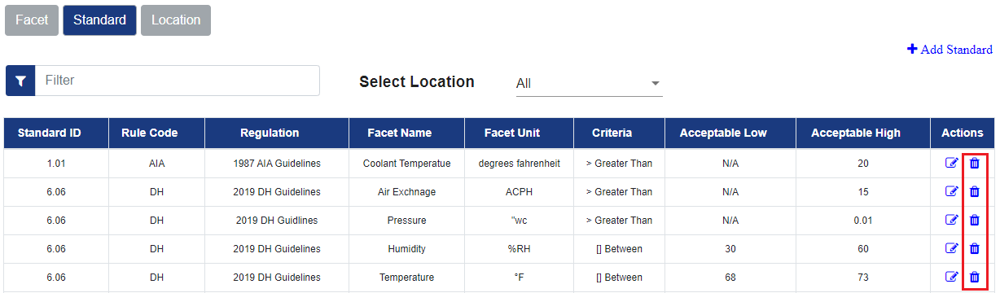 Facet Standard Location
Add Standard
Filter Select Location All
Standard ID Rule Code Regulation Facet Name Facet Unit Criteria Acceptable Low Acceptable High Actions
1.01 AIA 1987 AIA Guidelines Coolant Temperatue degrees fahrenheit > Greater Than N/A 20
6.06 DH 2019 DH Guidelines Air Exchnage ACPH > Greater Than N/A 15
6.06 DH 2019 DH Guidlines Pressure "wc > Greater Than N/A 0.01
6.06 DH 2019 DH Guidelines Humidity %RH [] Between 30 60
6.06 DH 2019 DH Guidelines Temperature °F [] Between 68 73